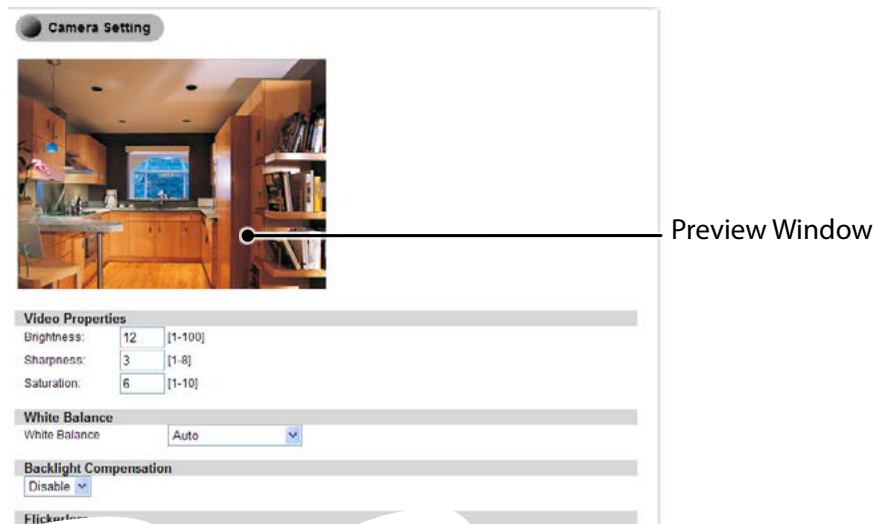 Camera Setting
Preview Window
Video Properties
Brightness: 12 [1-100]
Sharpness: 3 [1-8]
Saturation: 6 [1-10]
White Balance
White Balance Auto
Backlight Compensation
Disable